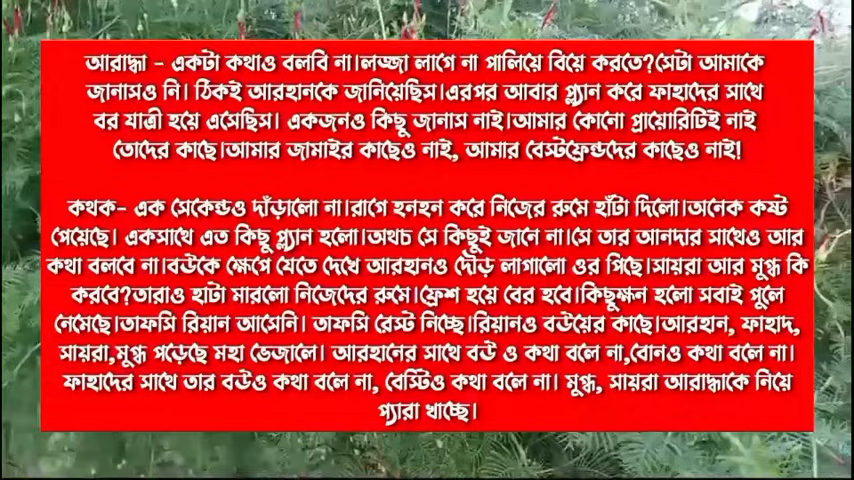 আরাদ্ধা - একটা কথাও বলবি না।লজ্জা লাগে না পালিয়ে বিয়ে করতে?সেটা আমাকে
জানাসও নি। ঠিকই আরহানকে জানিয়েছিস।এরপর আবার প্ল্যান করে ফাহাদের সাথে
বর যাত্রী হয়ে এসেছিস। একজনও কিছু জানাস নাই।আমার কোনো প্রায়োরিটিই নাই
তোদের কাছে।আমার জামাইর কাছেও নাই, আমার বেস্টফ্রেন্ডদের কাছেও নাই!
কথক- এক সেকেন্ডও দাঁড়ালো না।রাগে হনহন করে নিজের রুমে হাঁটা দিলো।অনেক কষ্ট
পেয়েছে। একসাথে এত কিছু প্ল্যান হলো।অথচ সে কিছুই জানে না।সে তার আনদার সাথেও আর
কথা বলবে না।বউকে ক্ষেপে যেতে দেখে আরহানও দৌঁড় লাগালো ওর পিছে।সায়রা আর মুগ্ধ কি
করবে?তারাও হাটা মারলো নিজেদের রুমে।ফ্রেশ হয়ে বের হবে।কিছুক্ষন হলো সবাই পুলে
নেমেছে।তাফসি রিয়ান আসেনি। তাফসি রেস্ট নিচ্ছে।রিয়ানও বউয়ের কাছে।আরহান, ফাহাদ,
সায়রা,মুগ্ধ পড়েছে মহা ভেজালে। আরহানের সাথে বউ ও কথা বলে না,বোনও কথা বলে না।
ফাহাদের সাথে তার বউও কথা বলে না, বেস্টিও কথা বলে না। মুগ্ধ, সায়রা আরাদ্ধাকে নিয়ে
প্যারা খাচ্ছে।